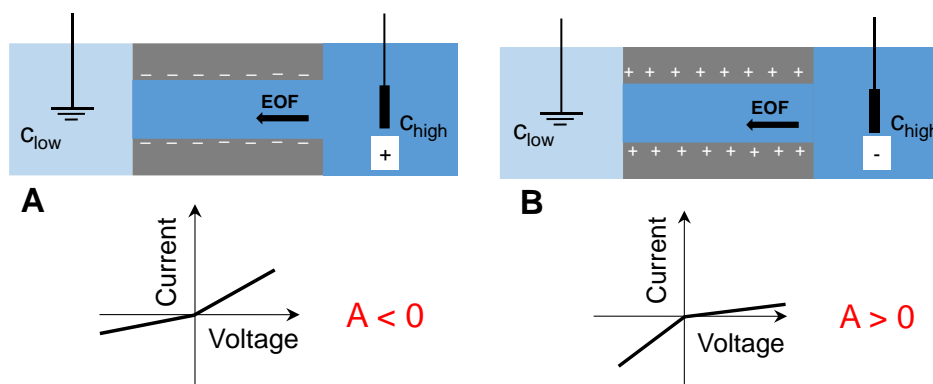 − − − − − − − −
EOF
c_low
c_high
+
− − − − − − − −
A
Current
Voltage
A < 0
+ + + + + + + +
EOF
c_low
c_high
-
+ + + + + + + +
B
Current
Voltage
A > 0